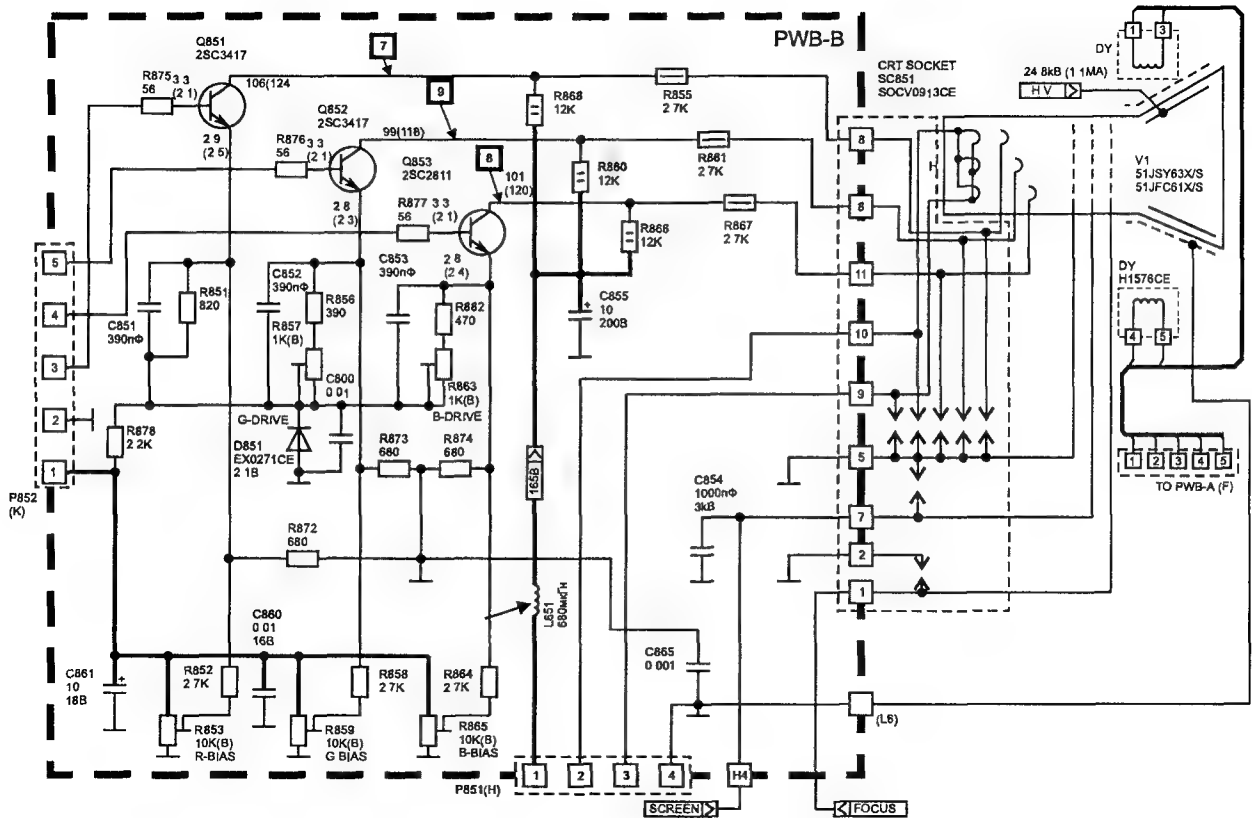 PWB-B
Q851
2SC3417
106(124
R875
56
3 3
(2 1)
2 9
(2 5)
7
9
8
Q852
2SC3417
99(118)
R876
56
3 3
(2 1)
2 8
(2 3)
Q853
2SC2811
101
(120)
R877
56
3 3
(2 1)
2 8
(2 4)
R868
12K
R855
2 7K
R860
12K
R861
2 7K
R866
12K
R867
2 7K
CRT SOCKET
SC851
SOCV0913CE
8
8
11
10
9
5
7
2
1
(L6)
DY
1
3
24 8kB (1 1MA)
H V
V1
51JSY63X/S
51JFC61X/S
DY
H1576CE
4
5
1
2
3
4
5
TO PWB-A (F)
5
4
3
2
1
P852
(K)
C851
390nФ
R851
820
C852
390nФ
R856
390
R857
1K(B)
G-DRIVE
C853
390nФ
R862
470
R863
1K(B)
B-DRIVE
C855
10
200B
+
C800
0 01
D851
EX0271CE
2 1B
R878
2 2K
R873
680
R874
680
R872
680
165B
L651
680мкГн
C854
1000nФ
3kB
C865
0 001
C861
10
18B
+
C860
0 01
16B
R852
2 7K
R853
10K(B)
R-BIAS
R858
2 7K
R859
10K(B)
G BIAS
R864
2 7K
R865
10K(B)
B-BIAS
P851(H)
1
2
3
4
H4
SCREEN
FOCUS